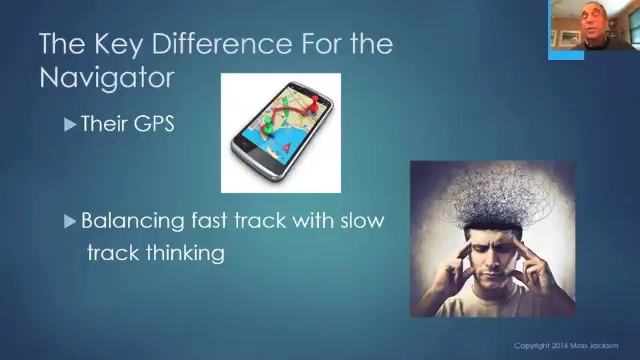 The Key Difference For the
Navigator
Their GPS
Balancing fast track with slow
track thinking
Copyright 2016 Moss Jackson